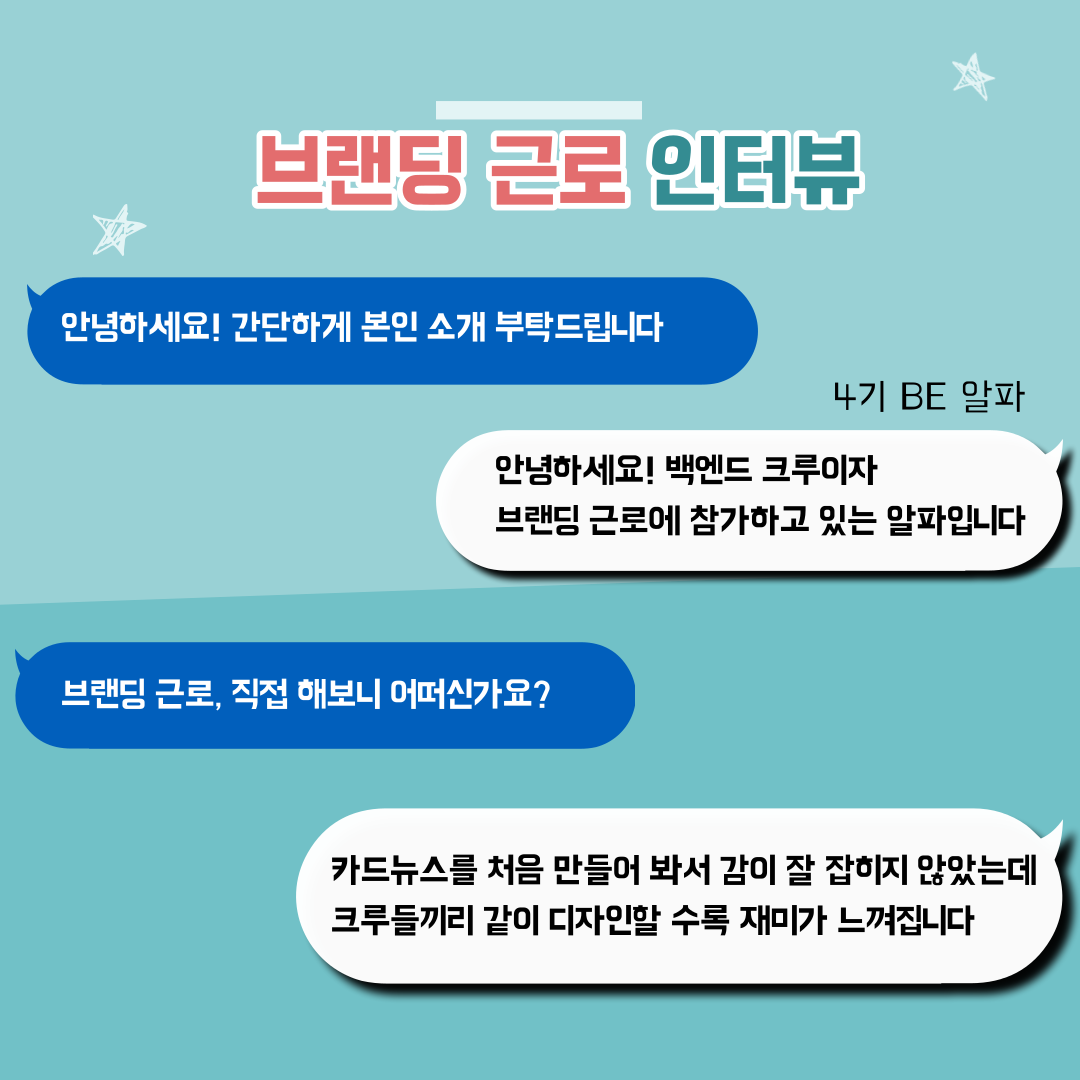 브랜딩 근로 인터뷰
안녕하세요! 간단하게 본인 소개 부탁드립니다
4기 BE 알파
안녕하세요! 백엔드 크루이자
브랜딩 근로에 참가하고 있는 알파입니다
브랜딩 근로, 직접 해보니 어떠신가요?
카드뉴스를 처음 만들어 봐서 감이 잘 잡히지 않았는데
크루들끼리 같이 디자인할 수록 재미가 느껴집니다